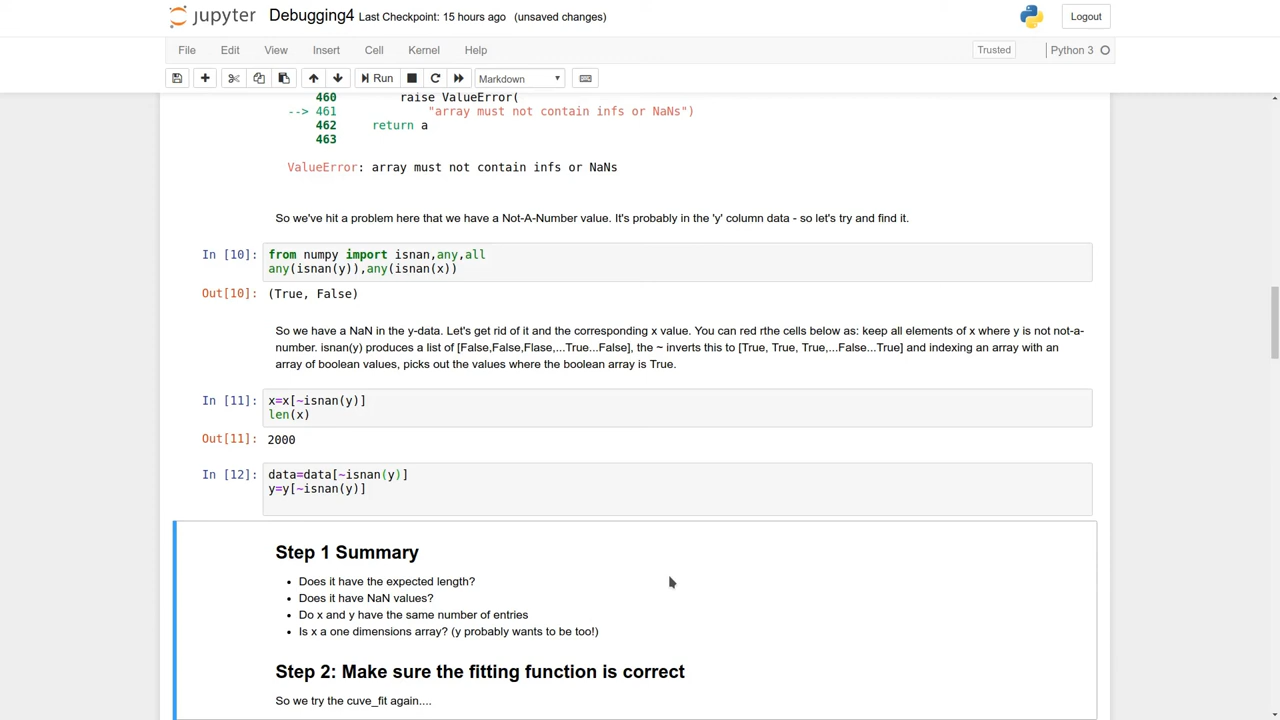 jupyter Debugging4 Last Checkpoint: 15 hours ago (unsaved changes)
Logout
File Edit View Insert Cell Kernel Help Trusted Python 3
Run Markdown
460 raise ValueError(
--> 461 "array must not contain infs or NaNs")
462 return a
463
ValueError: array must not contain infs or NaNs
So we've hit a problem here that we have a Not-A-Number value. It's probably in the 'y' column data - so let's try and find it.
In [10]: from numpy import isnan,any,all
any(isnan(y)),any(isnan(x))
Out[10]: (True, False)
So we have a NaN in the y-data. Let's get rid of it and the corresponding x value. You can red rthe cells below as: keep all elements of x where y is not not-a-
number. isnan(y) produces a list of [False,False,Flase,...True...False], the ~ inverts this to [True, True, True,...False...True] and indexing an array with an
array of boolean values, picks out the values where the boolean array is True.
In [11]: x=x[~isnan(y)]
len(x)
Out[11]: 2000
In [12]: data=data[~isnan(y)]
y=y[~isnan(y)]
Step 1 Summary
• Does it have the expected length?
• Does it have NaN values?
• Do x and y have the same number of entries
• Is x a one dimensions array? (y probably wants to be too!)
Step 2: Make sure the fitting function is correct
So we try the cuve_fit again....